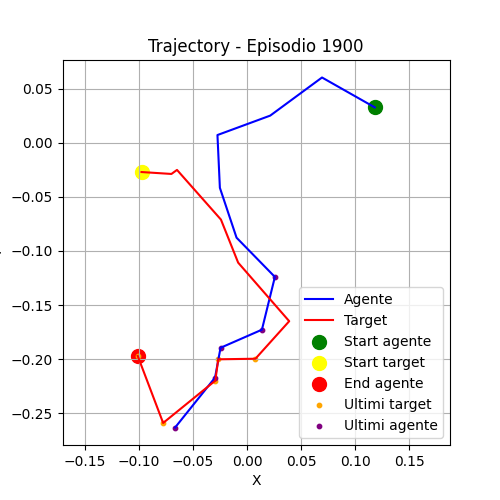 Trajectory - Episodio 1900
0.05
0.00
−0.05
−0.10
−0.15
−0.20
−0.25
Agente
Target
Start agente
Start target
End agente
Ultimi target
Ultimi agente
−0.15 −0.10 −0.05 0.00 0.05 0.10 0.15
X